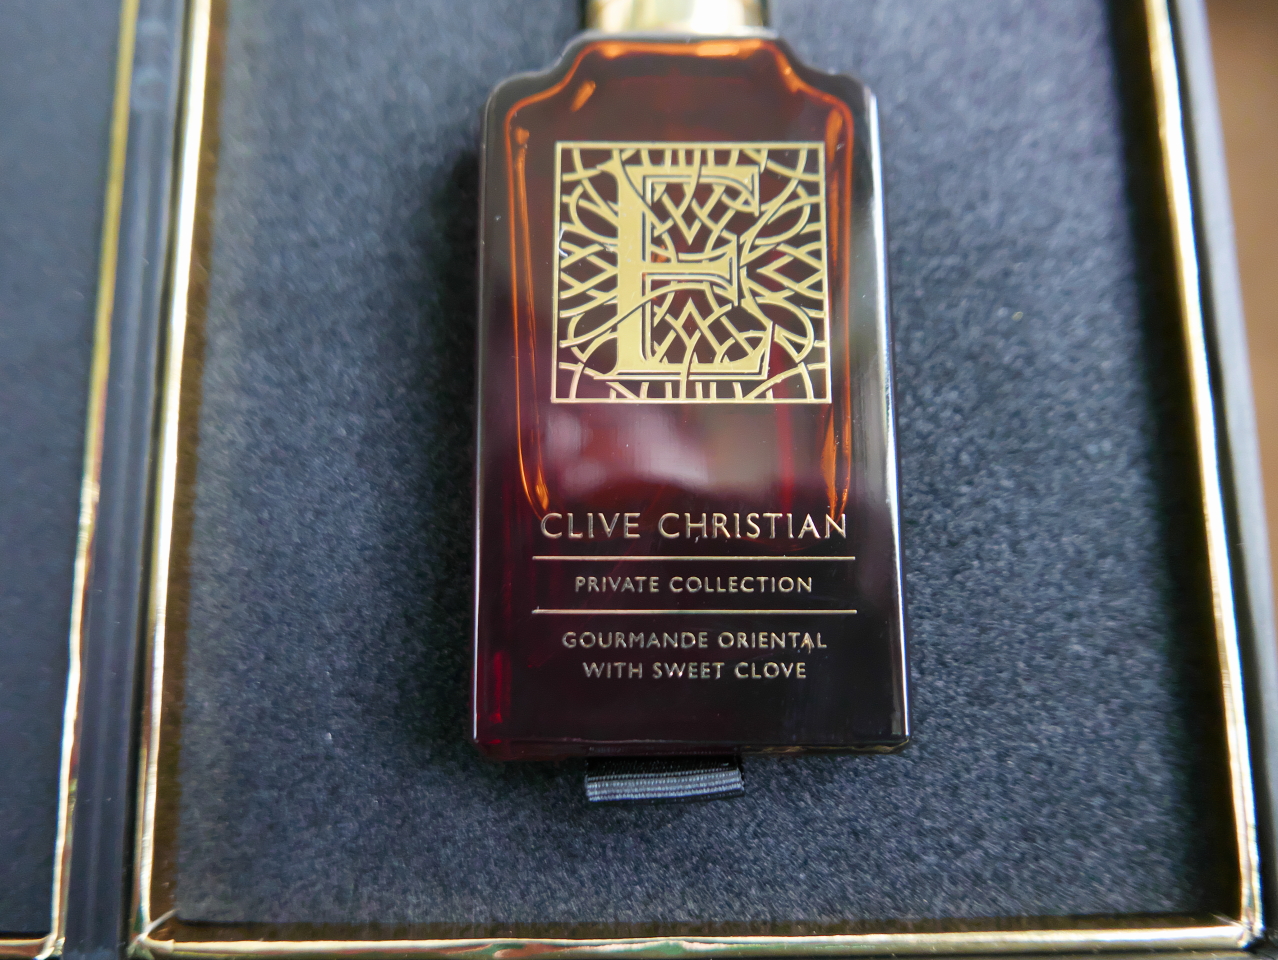 E
CLIVE CHRISTIAN
PRIVATE COLLECTION
GOURMANDE ORIENTAL
WITH SWEET CLOVE